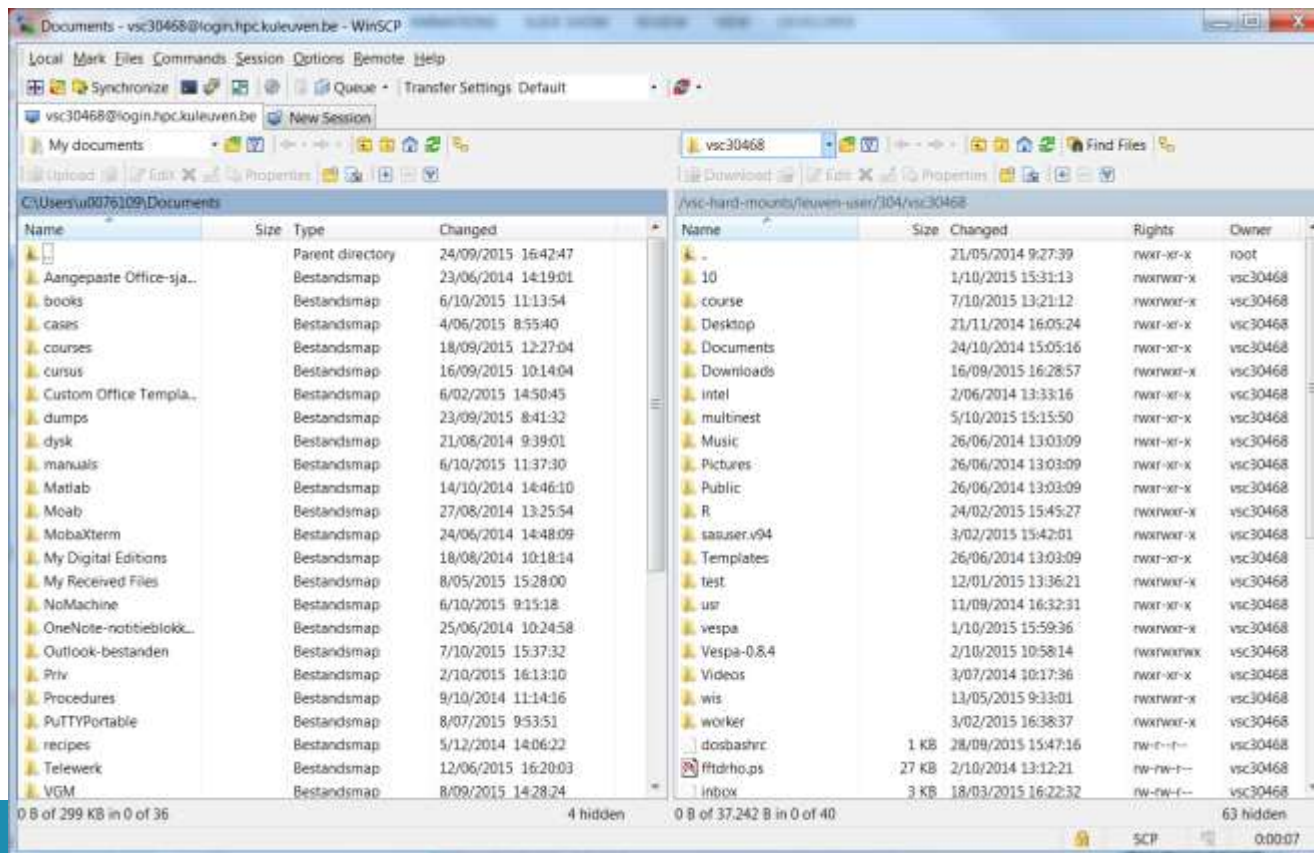 Documents - vsc30468@login.hpc.kuleuven.be - WinSCP
Local Mark Files Commands Session Options Remote Help
Synchronize Queue Transfer Settings Default
vsc30468@login.hpc.kuleuven.be New Session
My documents
Upload Edit Properties
C:\Users\u0076109\Documents
Name Size Type Changed
.. Parent directory 24/09/2015 16:42:47
Aangepaste Office-sja... Bestandsmap 23/06/2014 14:19:01
books Bestandsmap 6/10/2015 11:13:54
cases Bestandsmap 4/06/2015 8:55:40
courses Bestandsmap 18/09/2015 12:27:04
cursus Bestandsmap 16/09/2015 10:14:04
Custom Office Templa... Bestandsmap 6/02/2015 14:50:45
dumps Bestandsmap 23/09/2015 8:41:32
dysk Bestandsmap 21/08/2014 9:39:01
manuals Bestandsmap 6/10/2015 11:37:30
Matlab Bestandsmap 14/10/2014 14:46:10
Moab Bestandsmap 27/08/2014 13:25:54
MobaXterm Bestandsmap 24/06/2014 14:48:09
My Digital Editions Bestandsmap 18/08/2014 10:18:14
My Received Files Bestandsmap 8/05/2015 15:28:00
NoMachine Bestandsmap 6/10/2015 9:15:18
OneNote-notitieblokk... Bestandsmap 25/06/2014 10:24:58
Outlook-bestanden Bestandsmap 7/10/2015 15:37:32
Priv Bestandsmap 2/10/2015 16:13:10
Procedures Bestandsmap 9/10/2014 11:14:16
PuTTYPortable Bestandsmap 8/07/2015 9:53:51
recipes Bestandsmap 5/12/2014 14:06:22
Telewerk Bestandsmap 12/06/2015 16:20:03
VGM Bestandsmap 8/09/2015 14:28:24
0 B of 299 KB in 0 of 36 4 hidden
vsc30468 Find Files
Download Edit Properties
/vsc-hard-mounts/leuven-user/304/vsc30468
Name Size Changed Rights Owner
.. 21/05/2014 9:27:39 rwxr-xr-x root
10 1/10/2015 15:31:13 rwxrwxr-x vsc30468
course 7/10/2015 13:21:12 rwxrwxr-x vsc30468
Desktop 21/11/2014 16:05:24 rwxr-xr-x vsc30468
Documents 24/10/2014 15:05:16 rwxr-xr-x vsc30468
Downloads 16/09/2015 16:28:57 rwxrwxr-x vsc30468
intel 2/06/2014 13:33:16 rwxr-xr-x vsc30468
multinest 5/10/2015 15:15:50 rwxrwxr-x vsc30468
Music 26/06/2014 13:03:09 rwxr-xr-x vsc30468
Pictures 26/06/2014 13:03:09 rwxr-xr-x vsc30468
Public 26/06/2014 13:03:09 rwxr-xr-x vsc30468
R 24/02/2015 15:45:27 rwxrwxr-x vsc30468
sasuser.v94 3/02/2015 15:42:01 rwxr-xr-x vsc30468
Templates 26/06/2014 13:03:09 rwxr-xr-x vsc30468
test 12/01/2015 13:36:21 rwxrwxr-x vsc30468
usr 11/09/2014 16:32:31 rwxr-xr-x vsc30468
vespa 1/10/2015 15:59:36 rwxrwxr-x vsc30468
Vespa-0.8.4 2/10/2015 10:58:14 rwxrwxrwx vsc30468
Videos 3/07/2014 10:17:36 rwxr-xr-x vsc30468
wis 13/05/2015 9:33:01 rwxrwxr-x vsc30468
worker 3/02/2015 16:38:37 rwxrwxr-x vsc30468
dosbashrc 1 KB 28/09/2015 15:47:16 rw-r--r-- vsc30468
fftdrho.ps 27 KB 2/10/2014 13:12:21 rw-rw-r-- vsc30468
inbox 3 KB 18/03/2015 16:22:32 rw-rw-r-- vsc30468
0 B of 37.242 B in 0 of 40 63 hidden
SCP 0:00:07